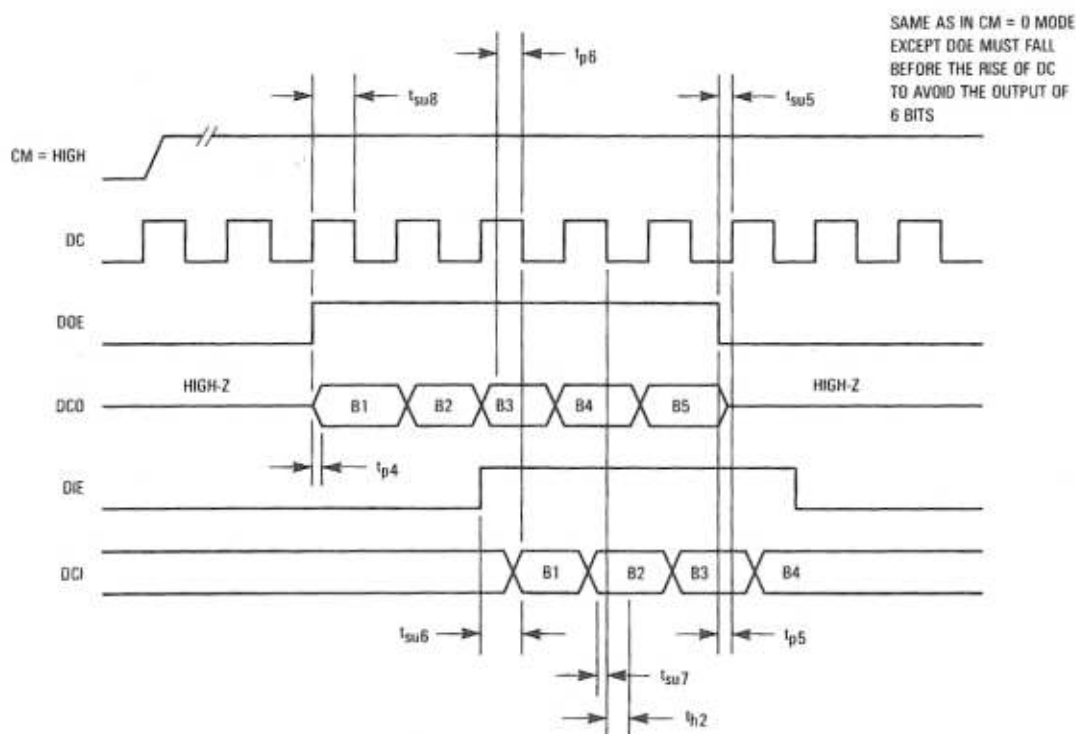 SAME AS IN CM = 0 MODE
EXCEPT DOE MUST FALL
BEFORE THE RISE OF DC
TO AVOID THE OUTPUT OF
6 BITS
tp6
tsu8
tsu5
CM = HIGH
DC
DOE
HIGH-Z
HIGH-Z
DCO
B1
B2
B3
B4
B5
tp4
DIE
DCI
B1
B2
B3
B4
tsu6
tp5
tsu7
th2